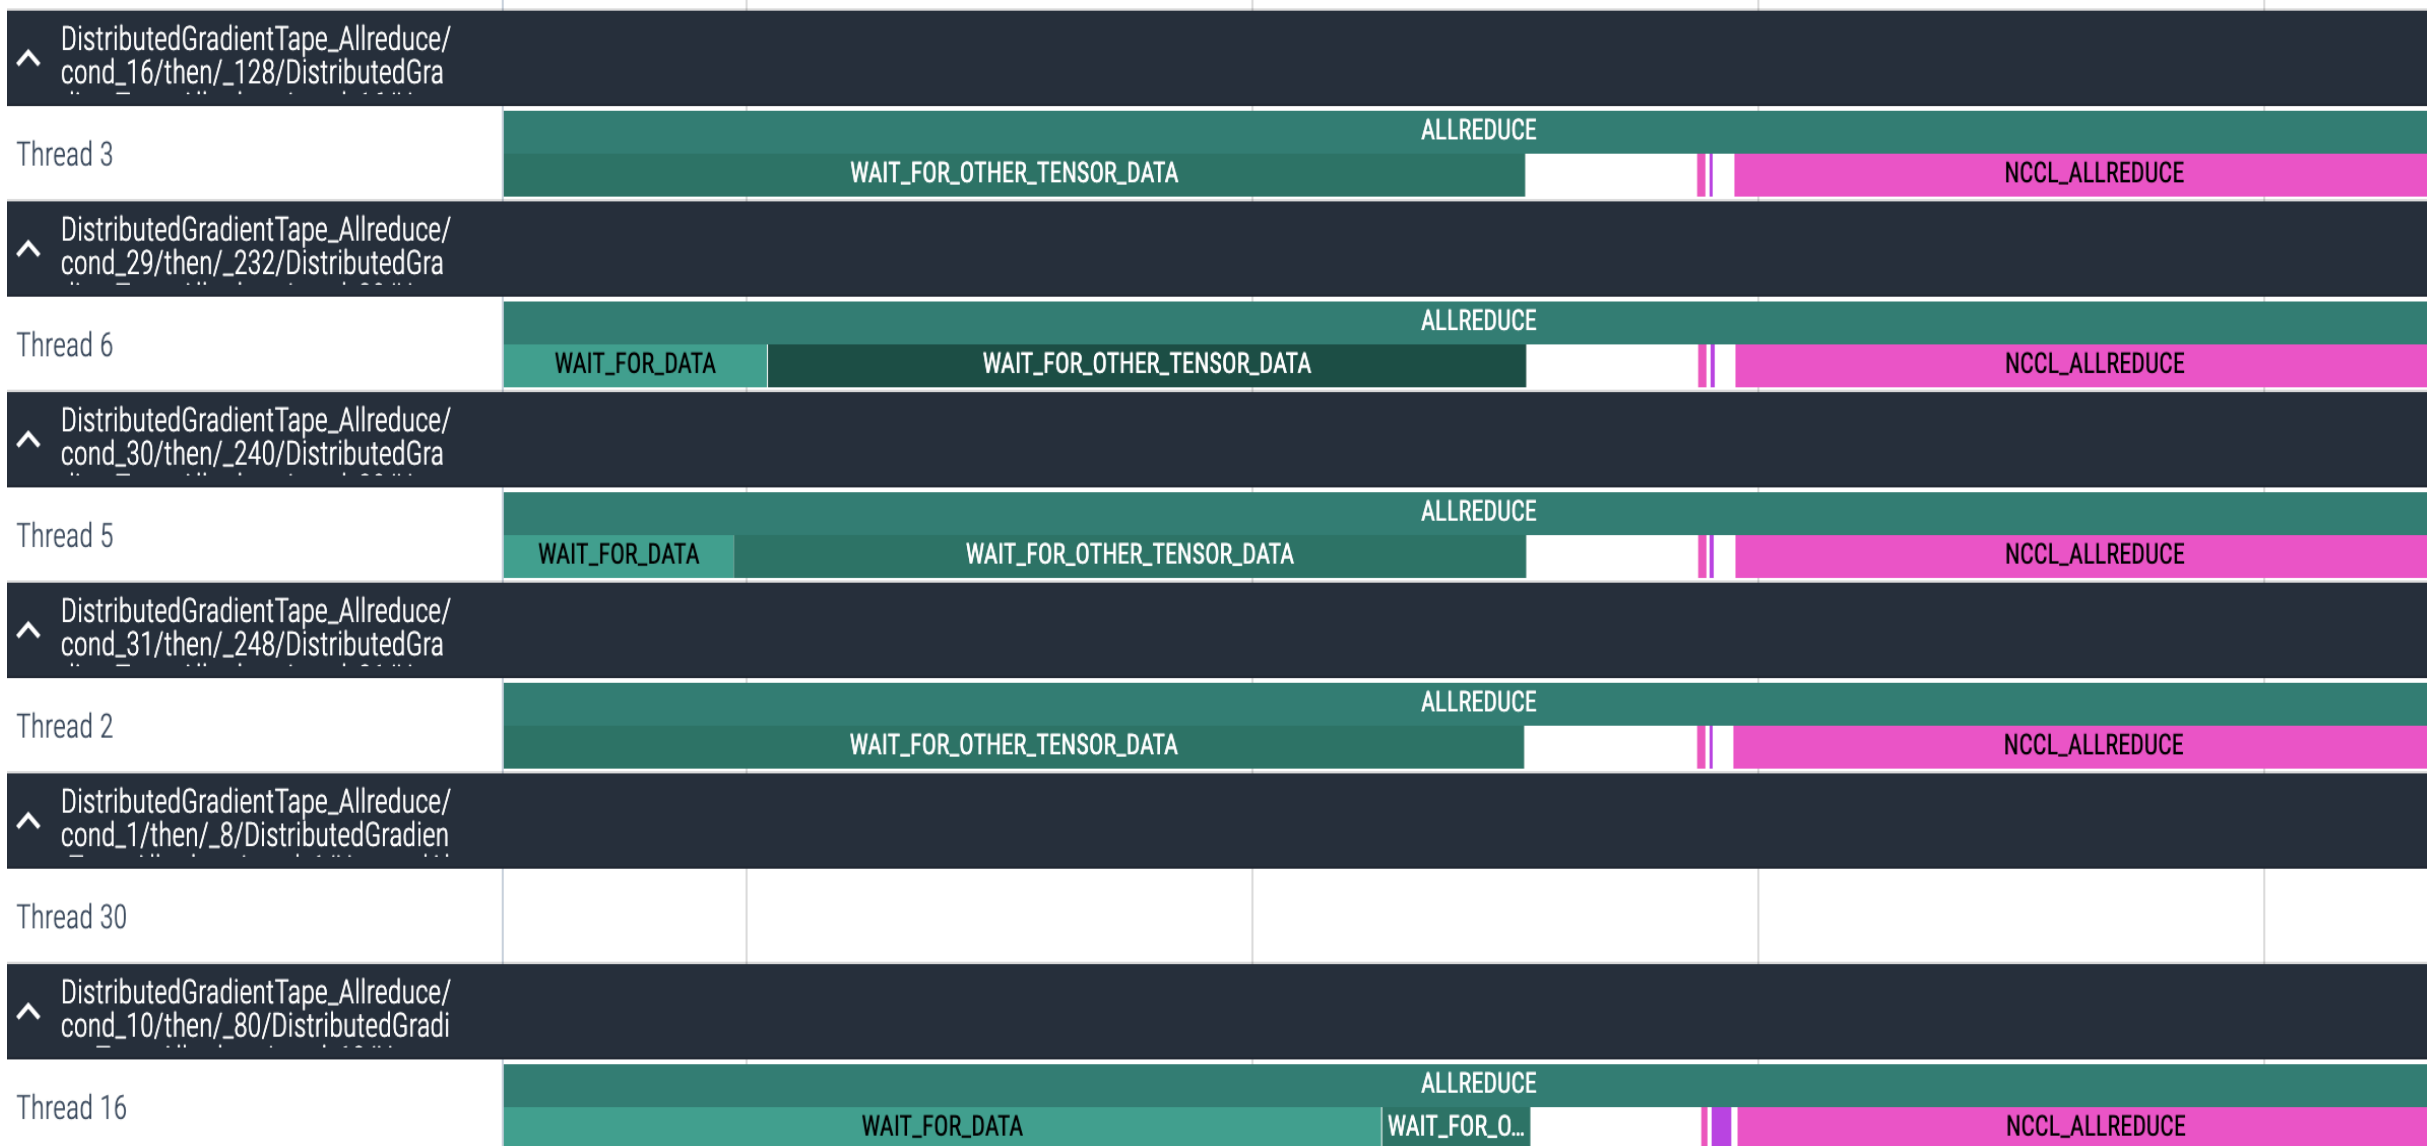 DistributedGradientTape_Allreduce/
cond_16/then/_128/DistributedGra
ALLREDUCE
Thread 3
WAIT_FOR_OTHER_TENSOR_DATA NCCL_ALLREDUCE
DistributedGradientTape_Allreduce/
cond_29/then/_232/DistributedGra
ALLREDUCE
Thread 6
WAIT_FOR_DATA WAIT_FOR_OTHER_TENSOR_DATA NCCL_ALLREDUCE
DistributedGradientTape_Allreduce/
cond_30/then/_240/DistributedGra
ALLREDUCE
Thread 5
WAIT_FOR_DATA WAIT_FOR_OTHER_TENSOR_DATA NCCL_ALLREDUCE
DistributedGradientTape_Allreduce/
cond_31/then/_248/DistributedGra
ALLREDUCE
Thread 2
WAIT_FOR_OTHER_TENSOR_DATA NCCL_ALLREDUCE
DistributedGradientTape_Allreduce/
cond_1/then/_8/DistributedGradien
Thread 30
DistributedGradientTape_Allreduce/
cond_10/then/_80/DistributedGradi
ALLREDUCE
Thread 16
WAIT_FOR_DATA WAIT_FOR_O... NCCL_ALLREDUCE